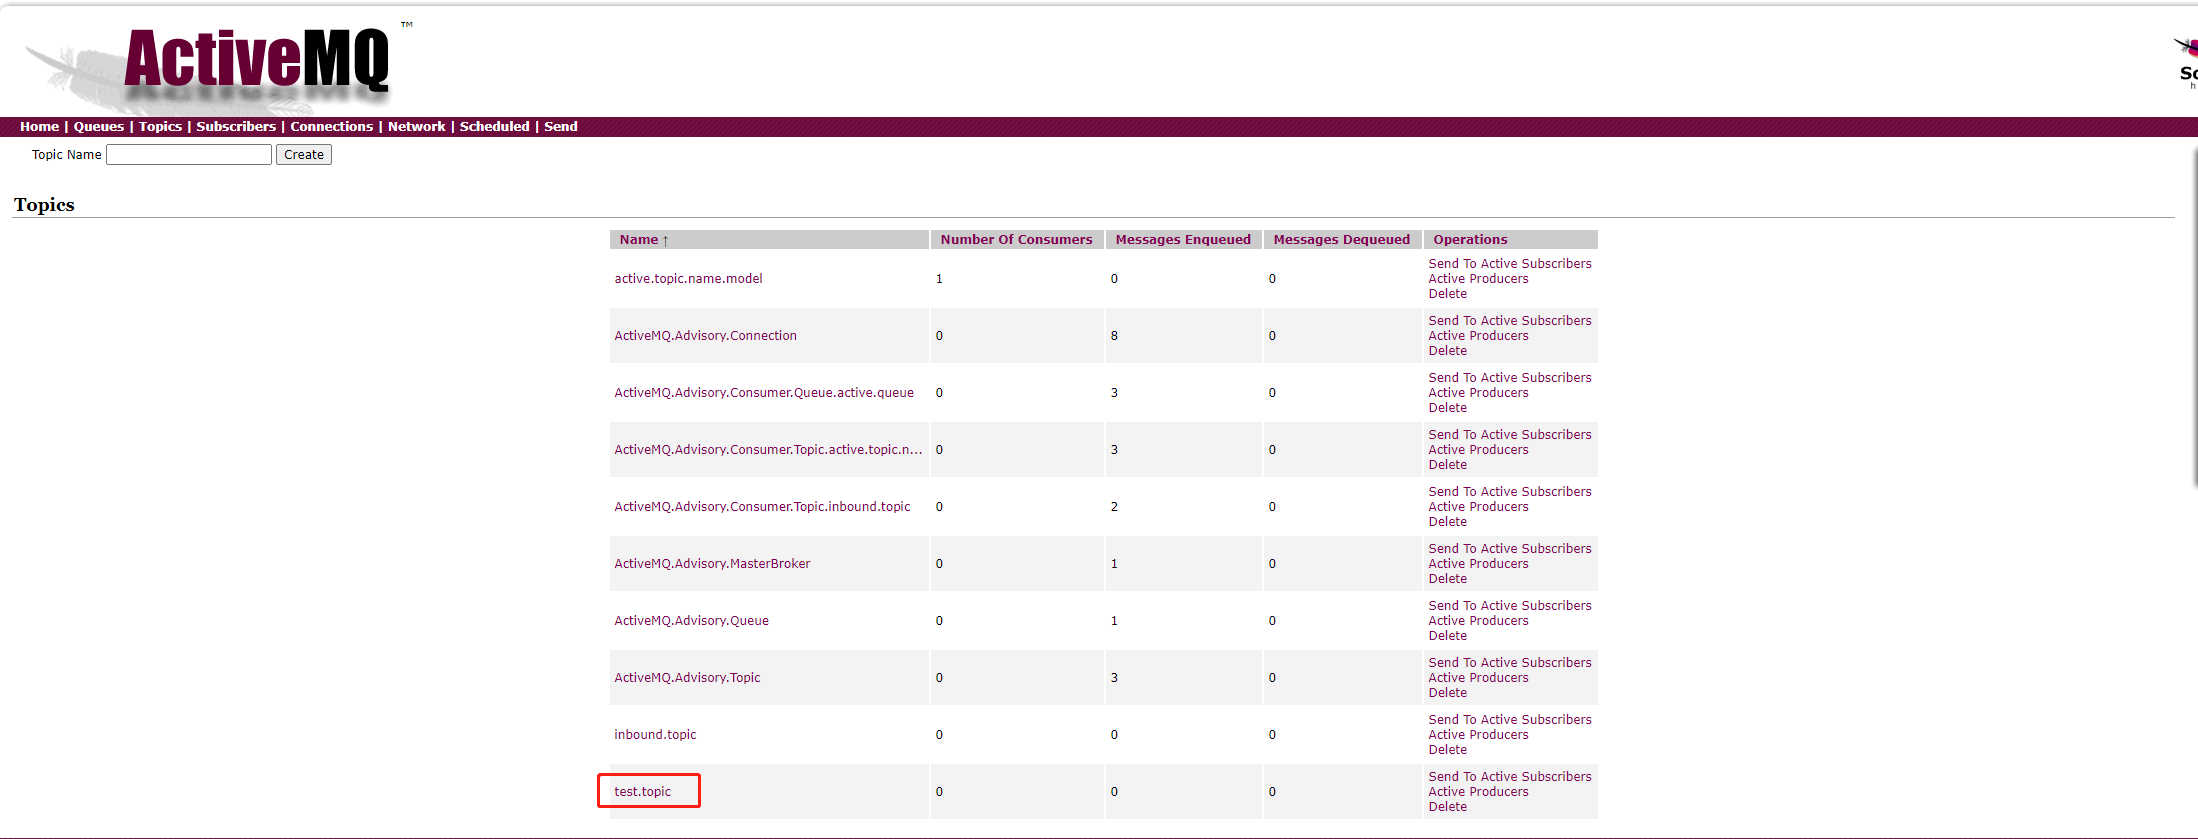 ActiveMQ ™
Home | Queues | Topics | Subscribers | Connections | Network | Scheduled | Send
Topic Name Create
Topics
Name ↑ Number Of Consumers Messages Enqueued Messages Dequeued Operations
active.topic.name.model 1 0 0 Send To Active Subscribers
Active Producers
Delete
ActiveMQ.Advisory.Connection 0 8 0 Send To Active Subscribers
Active Producers
Delete
ActiveMQ.Advisory.Consumer.Queue.active.queue 0 3 0 Send To Active Subscribers
Active Producers
Delete
ActiveMQ.Advisory.Consumer.Topic.active.topic.n... 0 3 0 Send To Active Subscribers
Active Producers
Delete
ActiveMQ.Advisory.Consumer.Topic.inbound.topic 0 2 0 Send To Active Subscribers
Active Producers
Delete
ActiveMQ.Advisory.MasterBroker 0 1 0 Send To Active Subscribers
Active Producers
Delete
ActiveMQ.Advisory.Queue 0 1 0 Send To Active Subscribers
Active Producers
Delete
ActiveMQ.Advisory.Topic 0 3 0 Send To Active Subscribers
Active Producers
Delete
inbound.topic 0 0 0 Send To Active Subscribers
Active Producers
Delete
test.topic 0 0 0 Send To Active Subscribers
Active Producers
Delete